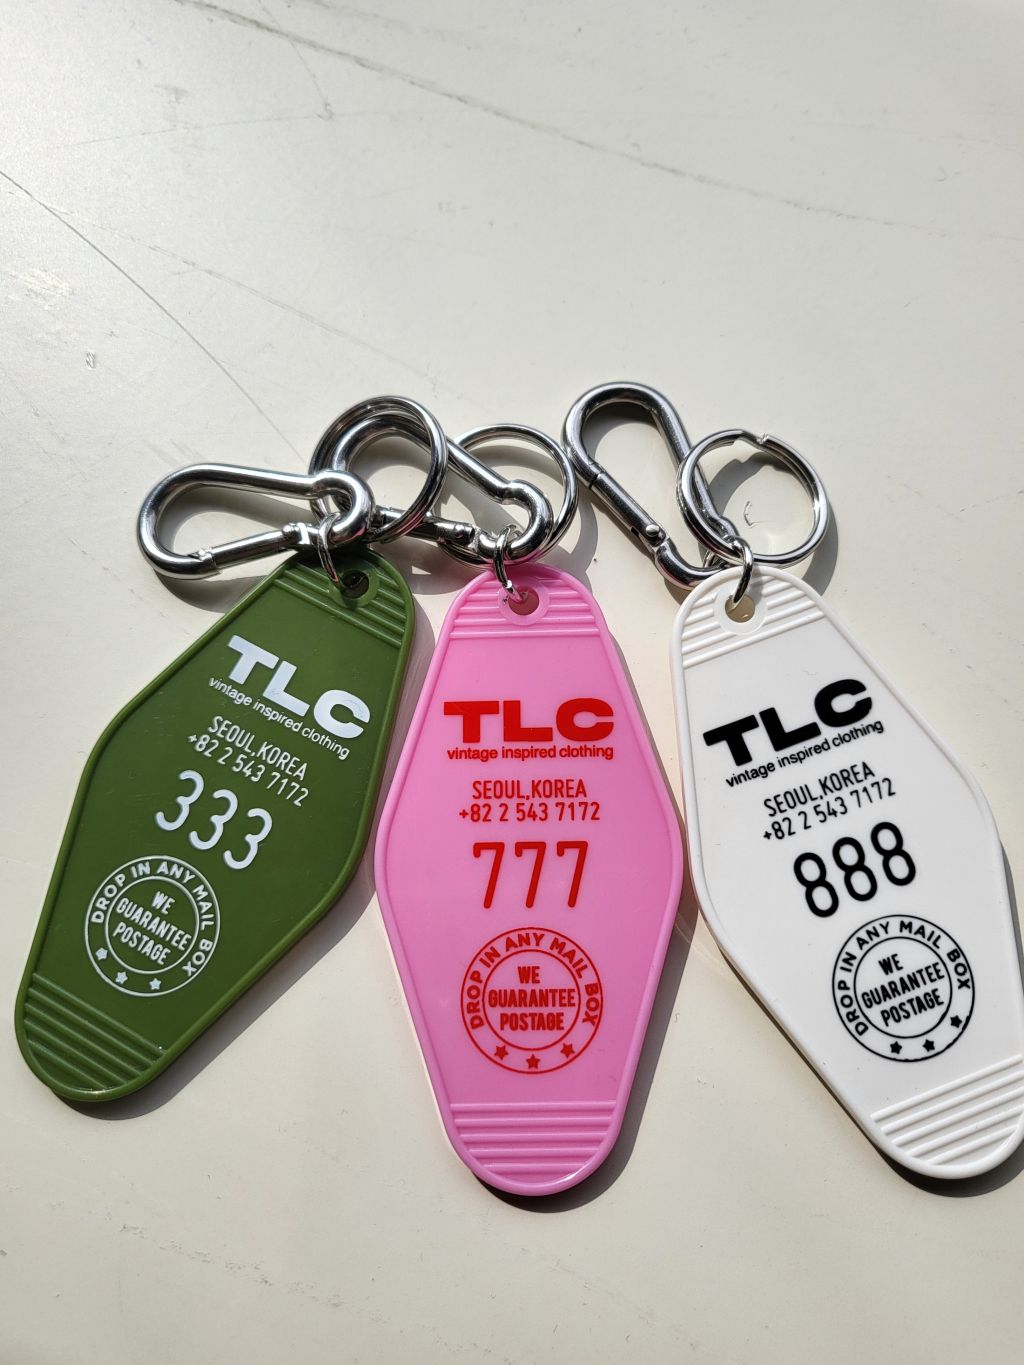 TLC
vintage inspired clothing
SEOUL,KOREA
+82 2 543 7172
333
DROP IN ANY MAIL BOX
WE
GUARANTEE
POSTAGE
TLC
vintage inspired clothing
SEOUL,KOREA
+82 2 543 7172
777
DROP IN ANY MAIL BOX
WE
GUARANTEE
POSTAGE
TLC
vintage inspired clothing
SEOUL,KOREA
+82 2 543 7172
888
DROP IN ANY MAIL BOX
WE
GUARANTEE
POSTAGE